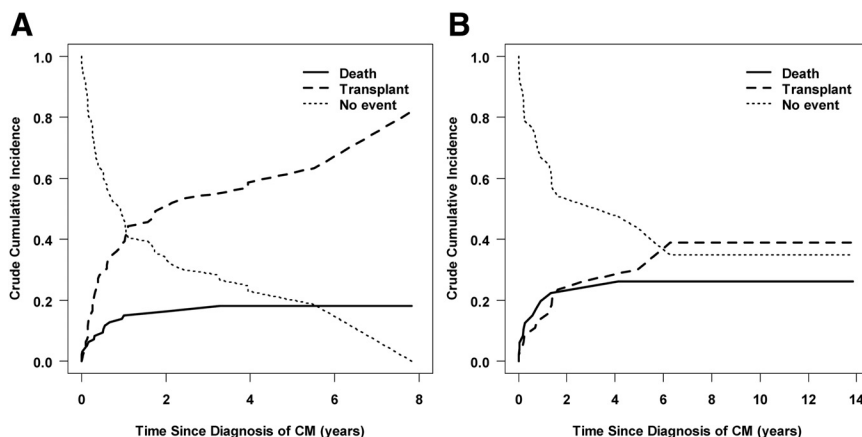 A
Crude Cumulative Incidence
1.0
0.8
0.6
0.4
0.2
0.0
Death
Transplant
No event
0 2 4 6 8
Time Since Diagnosis of CM (years)
B
Crude Cumulative Incidence
1.0
0.8
0.6
0.4
0.2
0.0
Death
Transplant
No event
0 2 4 6 8 10 12 14
Time Since Diagnosis of CM (years)